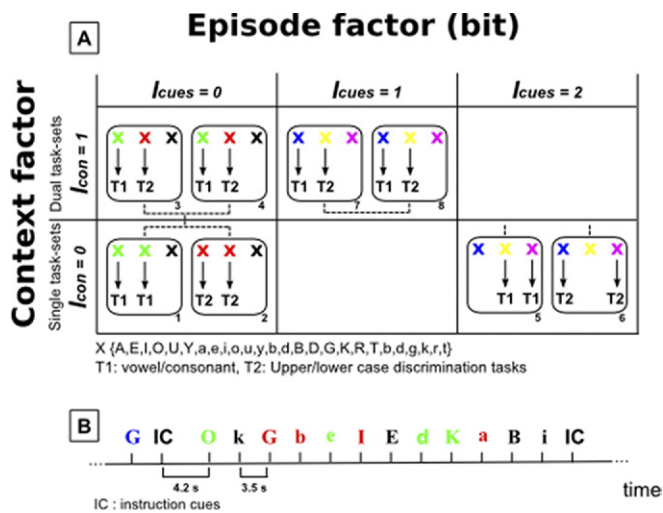 Episode factor (bit)
A
Context factor
Icues = 0 Icues = 1 Icues = 2
Dual task-sets
Icon = 1
X X X X X X X X X X X X
T1 T2 T1 T2 T1 T2 T1 T2
3 4 7 8
Single task-sets
Icon = 0
X X X X X X X X X X X X
T1 T1 T2 T2 T1 T1 T2 T2
1 2 5 6
X {A,E,I,O,U,Y,a,e,i,o,u,y,b,d,B,D,G,K,R,T,b,d,g,k,r,t}
T1: vowel/consonant, T2: Upper/lower case discrimination tasks
B
G IC O k G b e I E d K a B i IC
4.2 s 3.5 s
time
IC : instruction cues